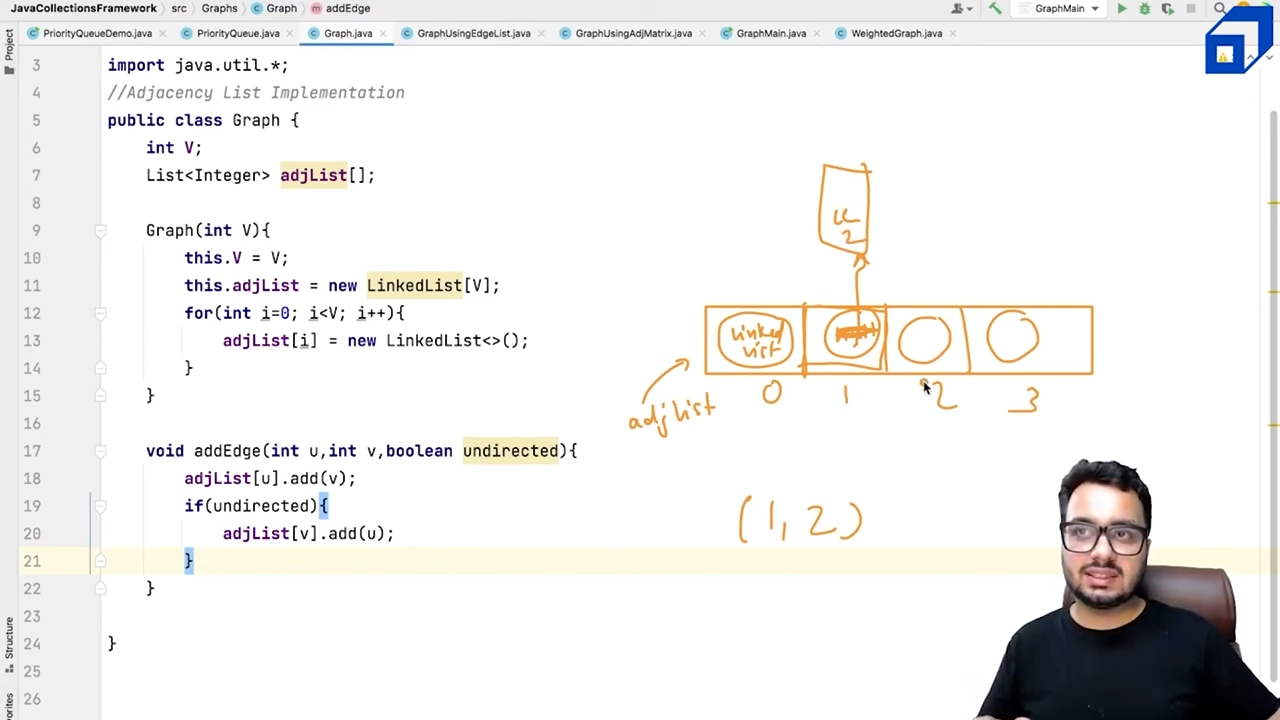 JavaCollectionsFramework src Graphs Graph addEdge
GraphMain
PriorityQueueDemo.java PriorityQueue.java Graph.java GraphUsingEdgeList.java GraphUsingAdjMatrix.java GraphMain.java WeightedGraph.java
Project
3 import java.util.*;
4 //Adjacency List Implementation
5 public class Graph {
6 int V;
7 List<Integer> adjList[];
8
9 Graph(int V){
10 this.V = V;
11 this.adjList = new LinkedList[V];
12 for(int i=0; i<V; i++){
13 adjList[i] = new LinkedList<>();
14 }
15 }
16
17 void addEdge(int u,int v,boolean undirected){
18 adjList[u].add(v);
19 if(undirected){
20 adjList[v].add(u);
21 }
22 }
23
24 }
25
26
Structure
2
Linked
List
adjlist
0 1 2 3
(1, 2)